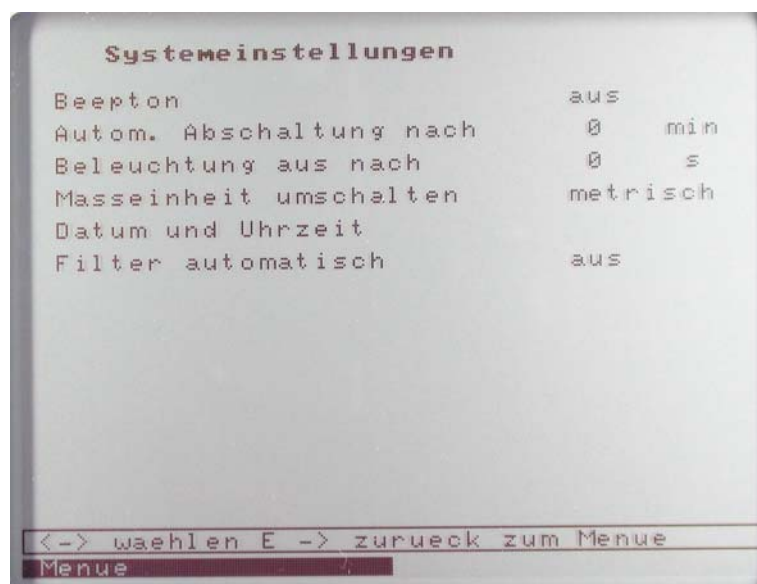 Systemeinstellungen
Beepton aus
Autom. Abschaltung nach 0 min
Beleuchtung aus nach 0 s
Masseinheit umschalten metrisch
Datum und Uhrzeit
Filter automatisch aus
<-> waehlen E -> zurueck zum Menue
Menue